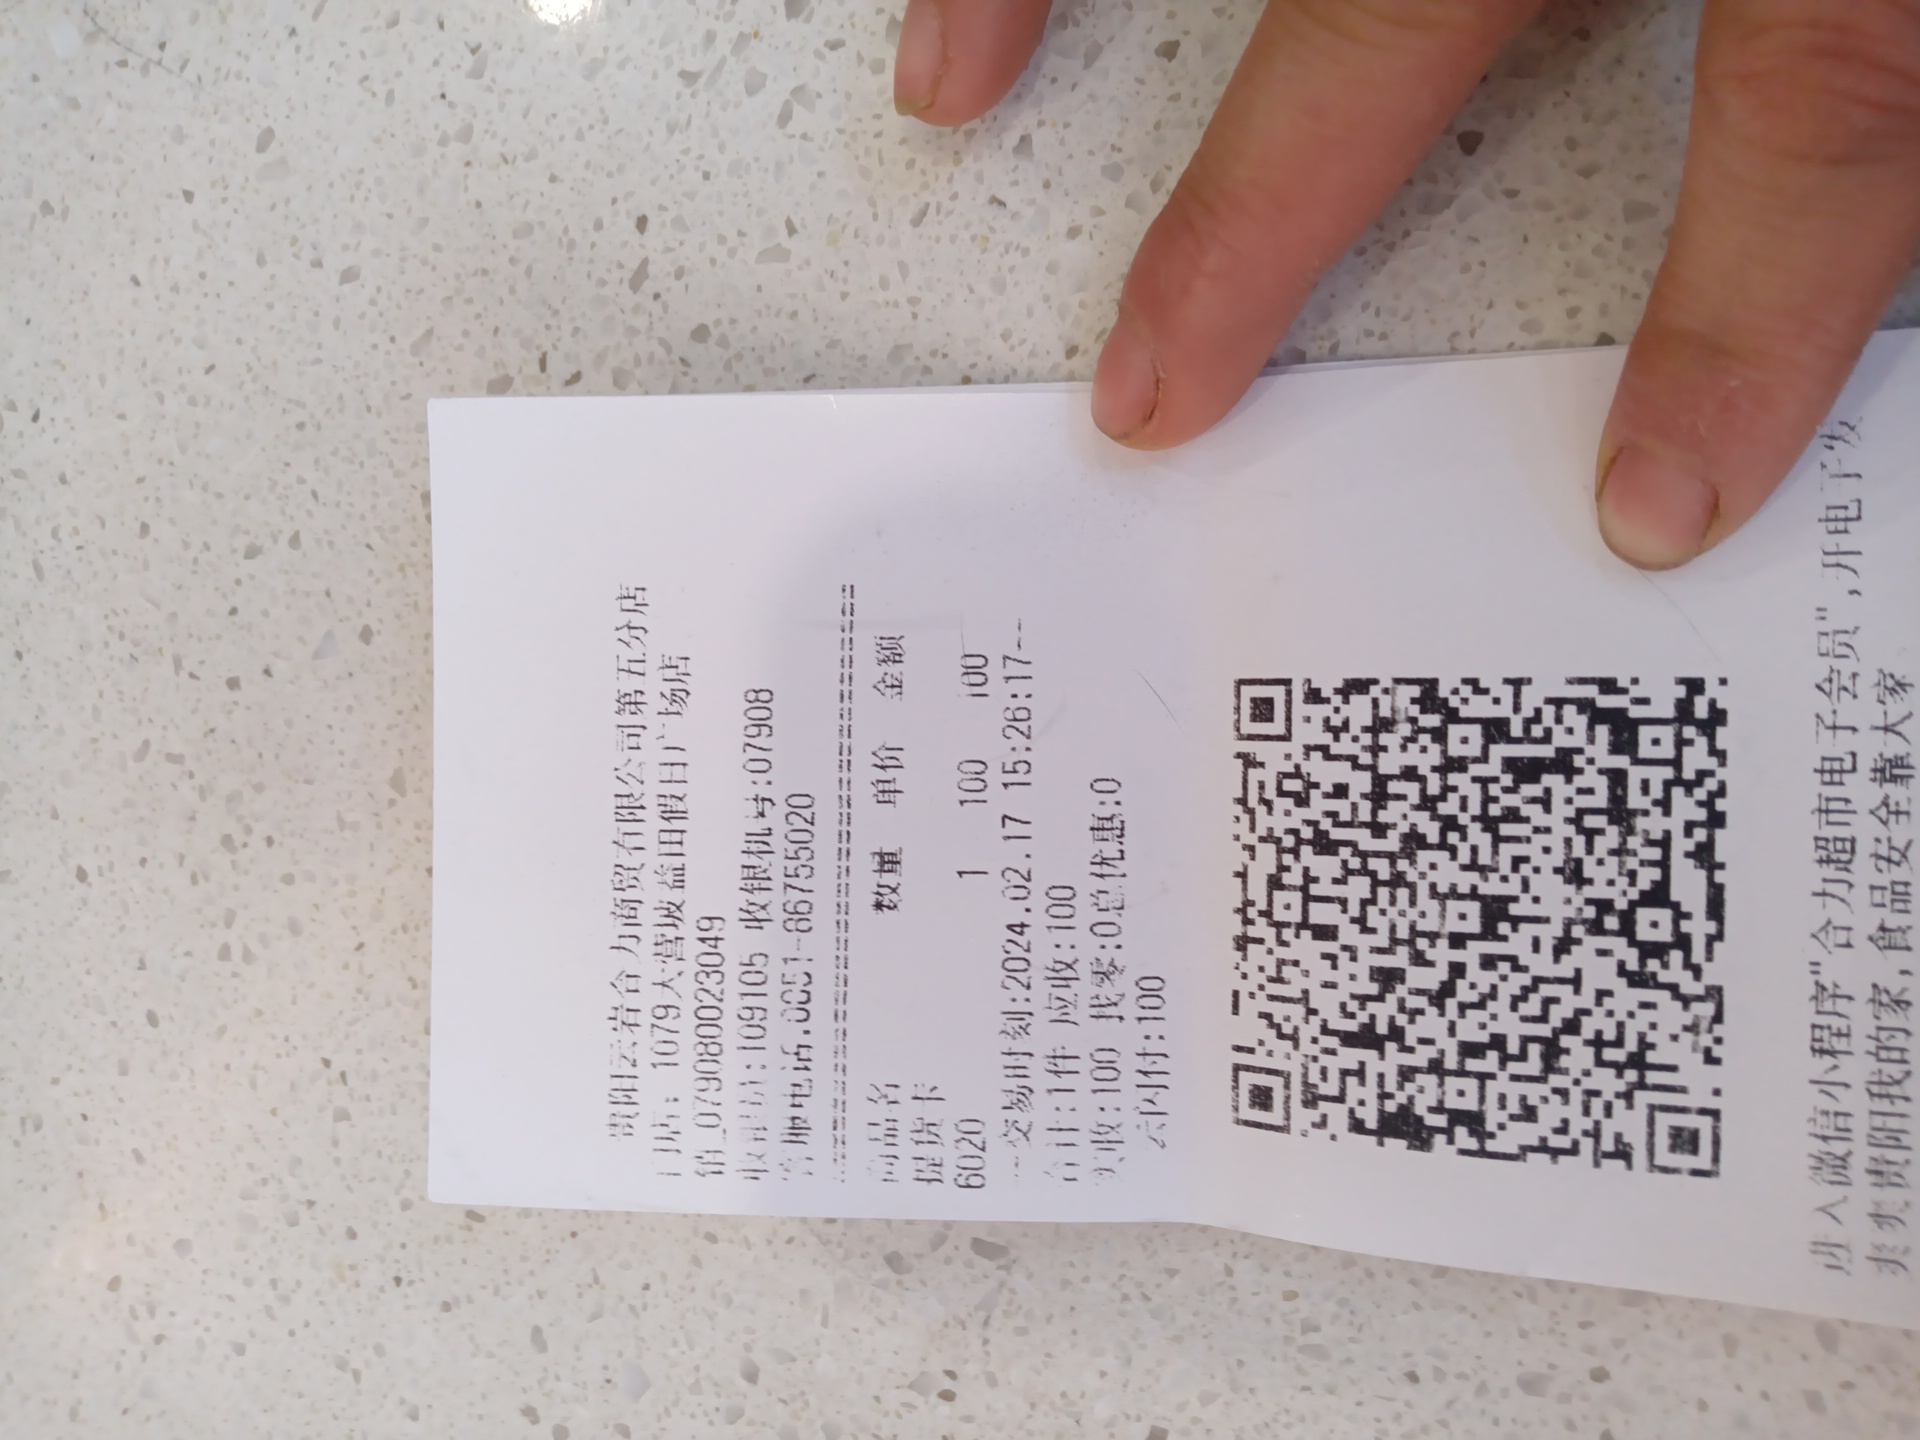 贵阳云岩合力商贸有限公司第五分店
门店: 1079大营坡益田假日广场店
销_079080023049
收银员:109105 收银机号:07908
客服电话:0851-86755020
商品名 数量 单价 金额
提货卡
6020 1 100 100
--交易时刻:2024.02.17 15:26:17--
合计:1件 应收:100
实收:100 找零:0总优惠:0
云闪付:100
进入微信小程序"合力超市电子会员",开电子发
爽爽贵阳我的家,食品安全靠大家